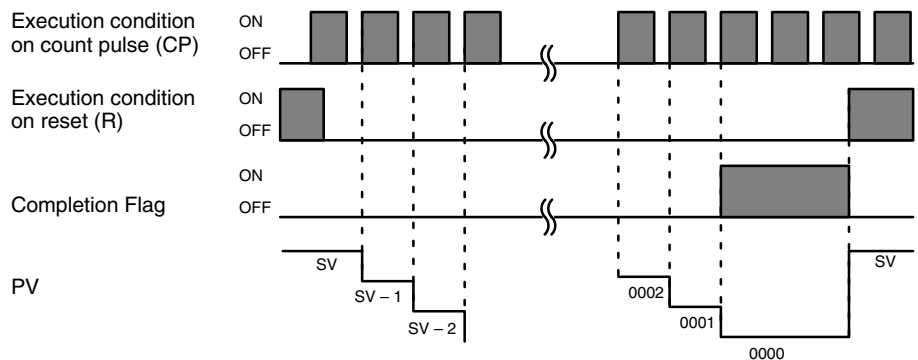 Execution condition
on count pulse (CP)
ON
OFF
Execution condition
on reset (R)
ON
OFF
Completion Flag
ON
OFF
PV
SV
SV – 1
SV – 2
0002
0001
0000
SV